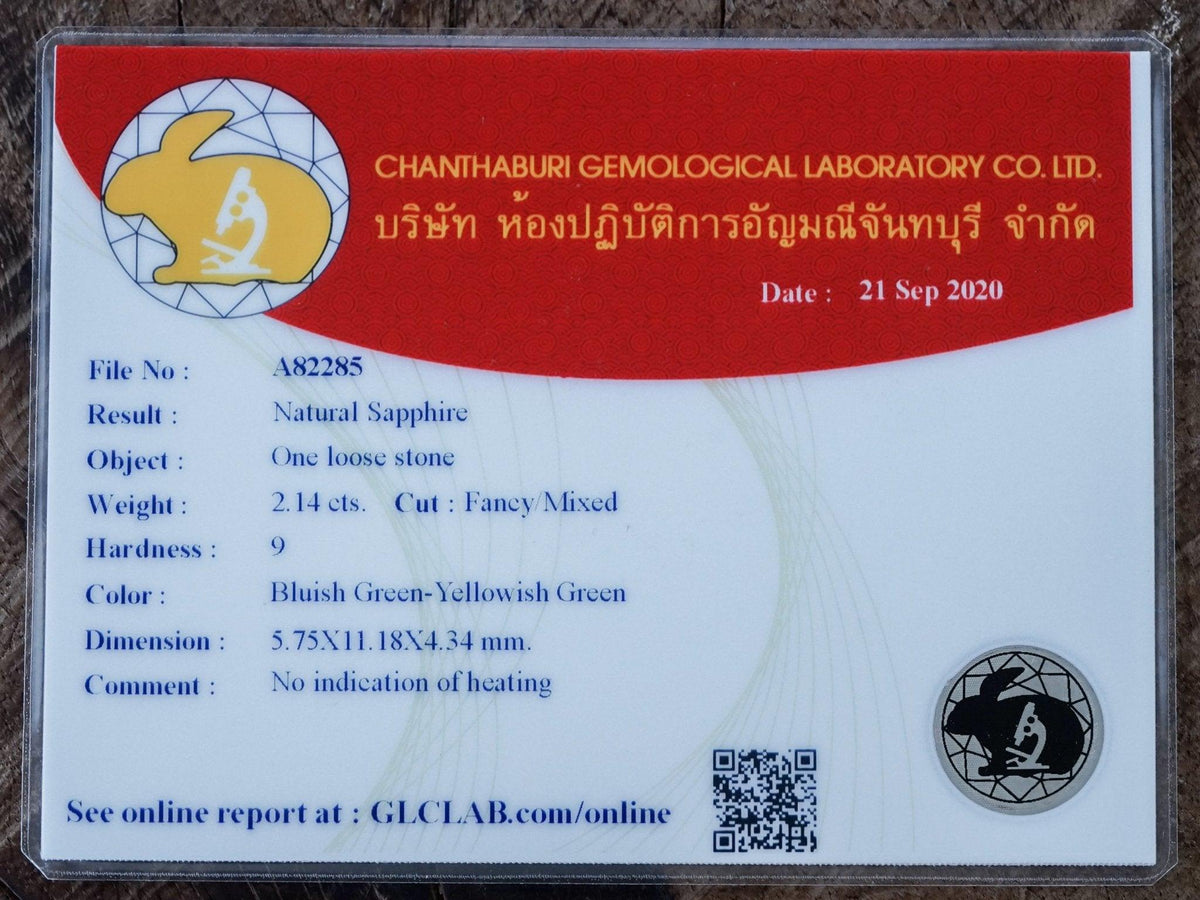 CHANTHABURI GEMOLOGICAL LABORATORY CO. LTD.
บริษัท ห้องปฏิบัติการอัญมณีจันทบุรี จำกัด
Date : 21 Sep 2020
File No : A82285
Result : Natural Sapphire
Object : One loose stone
Weight : 2.14 cts. Cut : Fancy/Mixed
Hardness : 9
Color : Bluish Green-Yellowish Green
Dimension : 5.75X11.18X4.34 mm.
Comment : No indication of heating
See online report at : GLCLAB.com/online